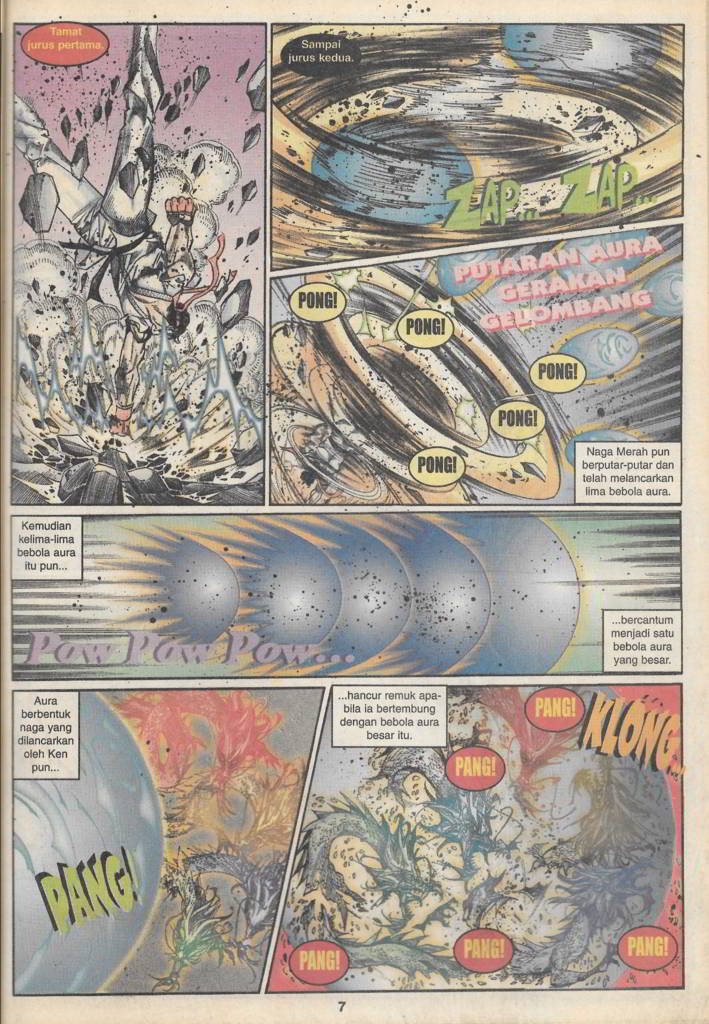 Tamat
jurus pertama.
Sampai
jurus kedua.
ZAP... ZAP...
PUTARAN AURA
GERAKAN
GELOMBANG
PONG!
PONG!
PONG!
PONG!
PONG!
Naga Merah pun
berputar-putar dan
telah melancarkan
lima bebola aura.
Kemudian
kelima-lima
bebola aura
itu pun...
Pow Pow Pow...
...bercantum
menjadi satu
bebola aura
yang besar.
Aura
berbentuk
naga yang
dilancarkan
oleh Ken
pun...
PANG!
...hancur remuk apa-
bila ia bertembung
dengan bebola aura
besar itu.
PANG!
KLONG...
PANG!
PANG!
PANG!
PANG!
7